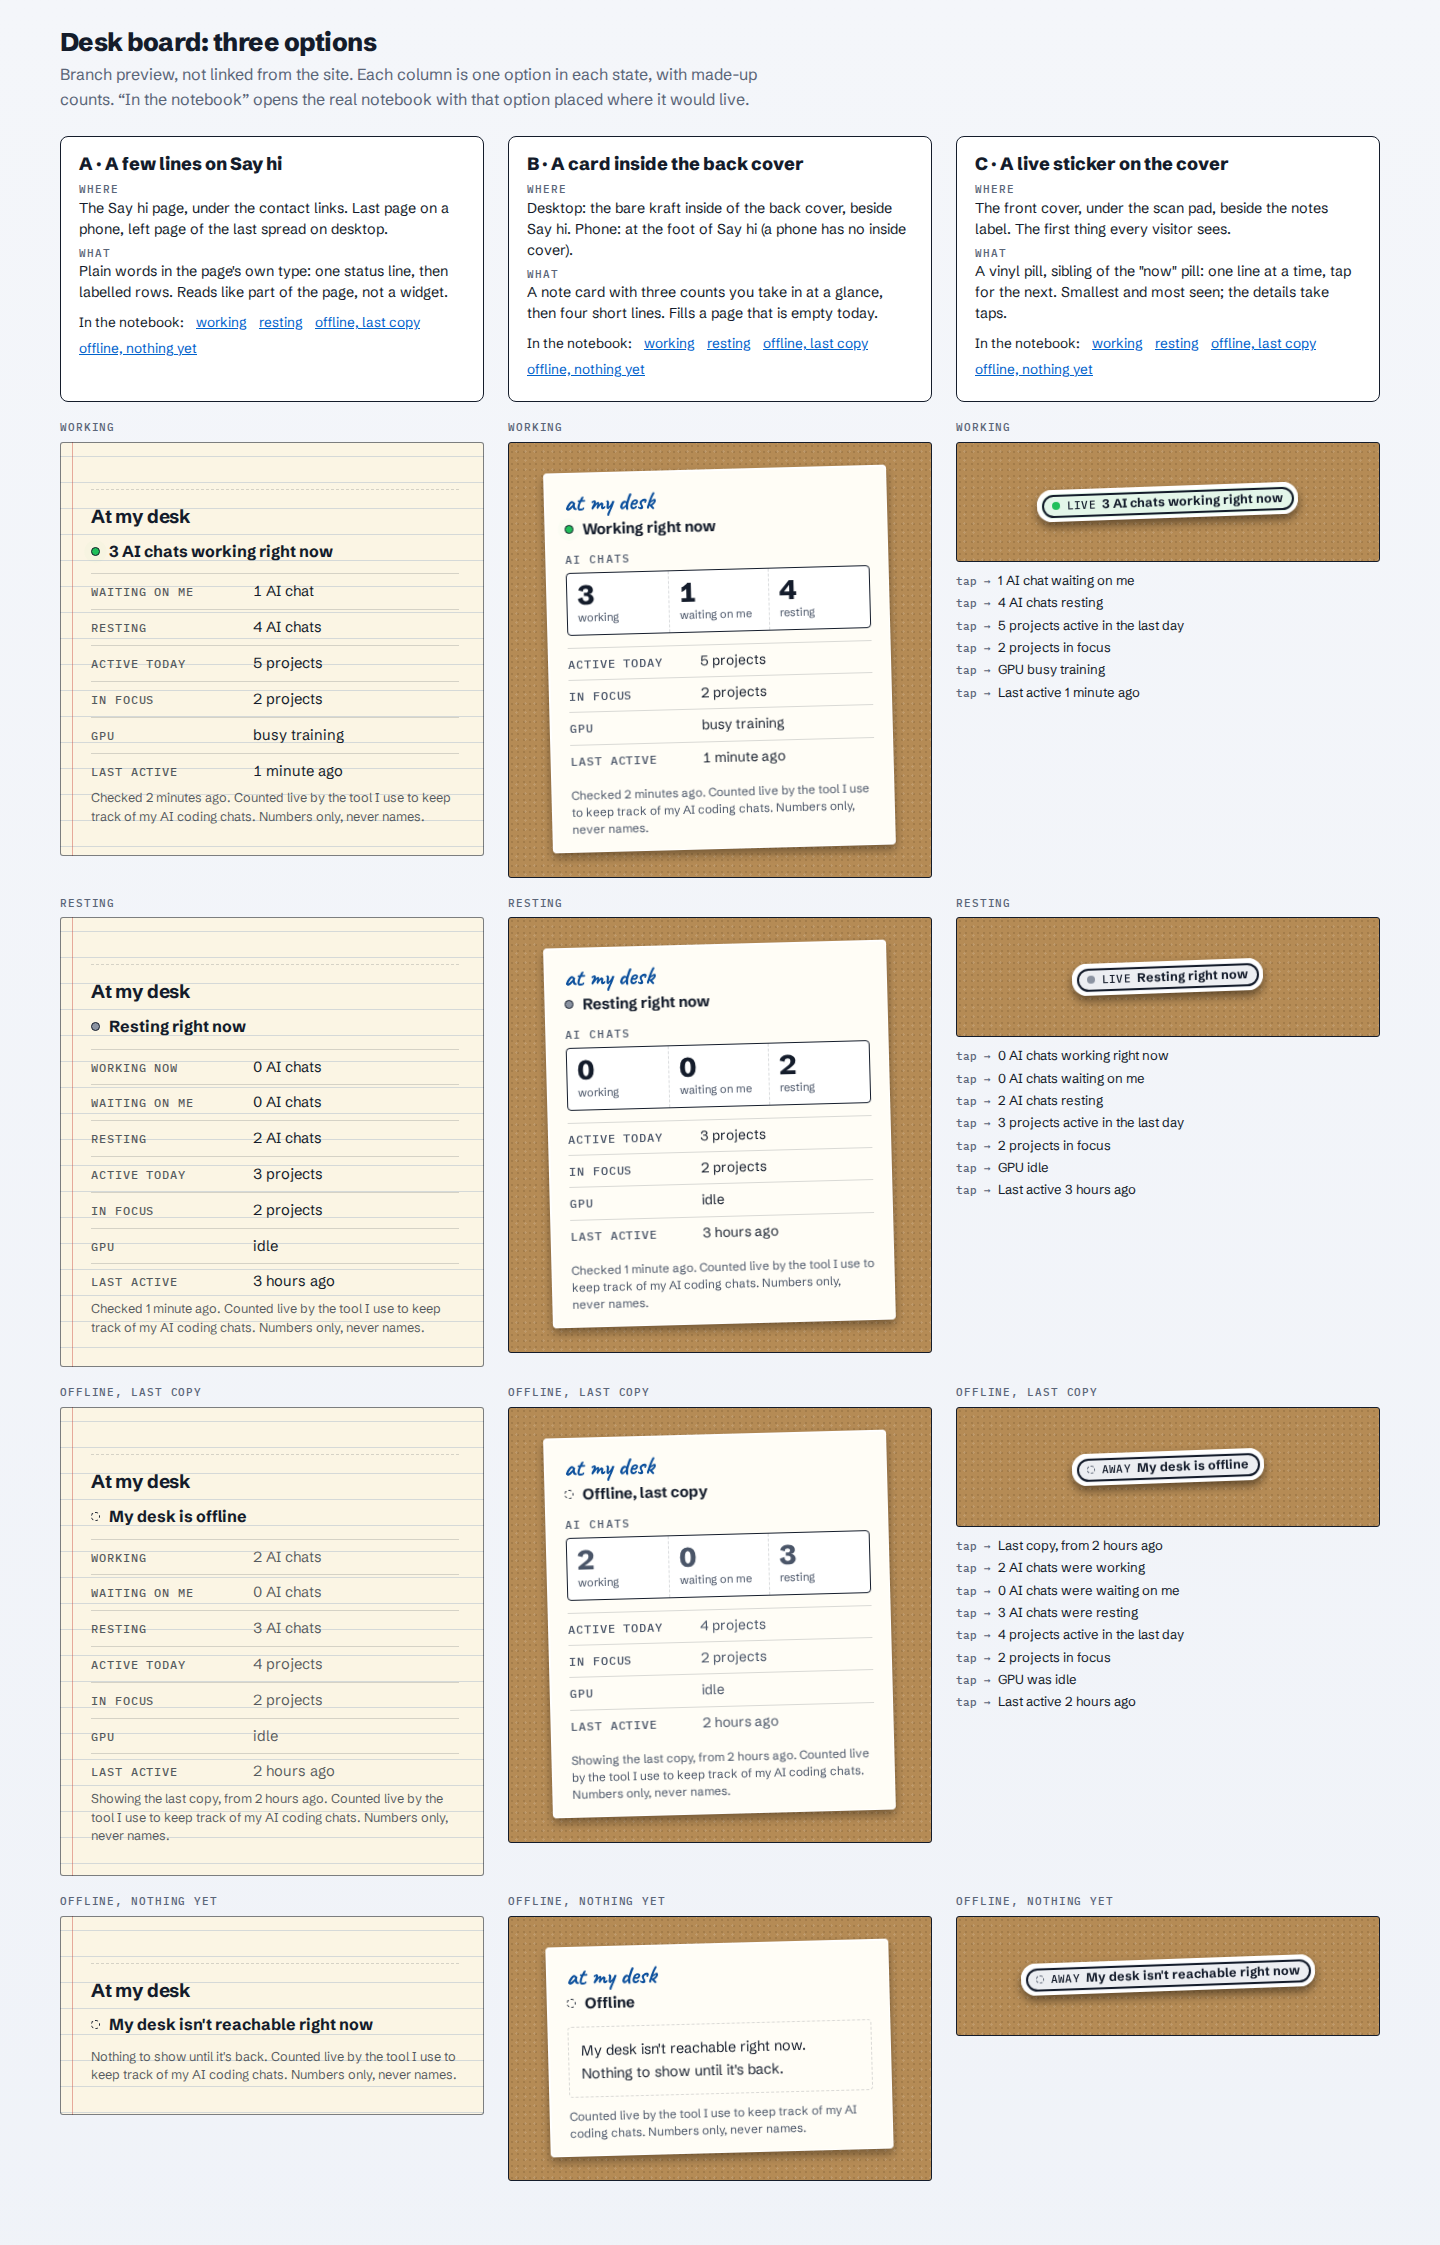 Desk board: three options
Branch preview, not linked from the site. Each column is one option in each state, with made-up
counts. “In the notebook” opens the real notebook with that option placed where it would live.
A · A few lines on Say hi
WHERE
The Say hi page, under the contact links. Last page on a
phone, left page of the last spread on desktop.
WHAT
Plain words in the page's own type: one status line, then
labelled rows. Reads like part of the page, not a widget.
In the notebook: working resting offline, last copy
offline, nothing yet
B · A card inside the back cover
WHERE
Desktop: the bare kraft inside of the back cover, beside
Say hi. Phone: at the foot of Say hi (a phone has no inside
cover).
WHAT
A note card with three counts you take in at a glance,
then four short lines. Fills a page that is empty today.
In the notebook: working resting offline, last copy
offline, nothing yet
C · A live sticker on the cover
WHERE
The front cover, under the scan pad, beside the notes
label. The first thing every visitor sees.
WHAT
A vinyl pill, sibling of the "now" pill: one line at a time, tap
for the next. Smallest and most seen; the details take
taps.
In the notebook: working resting offline, last copy
offline, nothing yet
WORKING
At my desk
3 AI chats working right now
WAITING ON ME 1 AI chat
RESTING 4 AI chats
ACTIVE TODAY 5 projects
IN FOCUS 2 projects
GPU busy training
LAST ACTIVE 1 minute ago
Checked 2 minutes ago. Counted live by the tool I use to keep
track of my AI coding chats. Numbers only, never names.
WORKING
at my desk
Working right now
AI CHATS
3 1 4
working waiting on me resting
ACTIVE TODAY 5 projects
IN FOCUS 2 projects
GPU busy training
LAST ACTIVE 1 minute ago
Checked 2 minutes ago. Counted live by the tool I use
to keep track of my AI coding chats. Numbers only,
never names.
WORKING
LIVE 3 AI chats working right now
tap → 1 AI chat waiting on me
tap → 4 AI chats resting
tap → 5 projects active in the last day
tap → 2 projects in focus
tap → GPU busy training
tap → Last active 1 minute ago
RESTING
At my desk
Resting right now
WORKING NOW 0 AI chats
WAITING ON ME 0 AI chats
RESTING 2 AI chats
ACTIVE TODAY 3 projects
IN FOCUS 2 projects
GPU idle
LAST ACTIVE 3 hours ago
Checked 1 minute ago. Counted live by the tool I use to keep
track of my AI coding chats. Numbers only, never names.
RESTING
at my desk
Resting right now
AI CHATS
0 0 2
working waiting on me resting
ACTIVE TODAY 3 projects
IN FOCUS 2 projects
GPU idle
LAST ACTIVE 3 hours ago
Checked 1 minute ago. Counted live by the tool I use to
keep track of my AI coding chats. Numbers only,
never names.
RESTING
LIVE Resting right now
tap → 0 AI chats working right now
tap → 0 AI chats waiting on me
tap → 2 AI chats resting
tap → 3 projects active in the last day
tap → 2 projects in focus
tap → GPU idle
tap → Last active 3 hours ago
OFFLINE, LAST COPY
At my desk
My desk is offline
WORKING 2 AI chats
WAITING ON ME 0 AI chats
RESTING 3 AI chats
ACTIVE TODAY 4 projects
IN FOCUS 2 projects
GPU idle
LAST ACTIVE 2 hours ago
Showing the last copy, from 2 hours ago. Counted live by the
tool I use to keep track of my AI coding chats. Numbers only,
never names.
OFFLINE, LAST COPY
at my desk
Offline, last copy
AI CHATS
2 0 3
working waiting on me resting
ACTIVE TODAY 4 projects
IN FOCUS 2 projects
GPU idle
LAST ACTIVE 2 hours ago
Showing the last copy, from 2 hours ago. Counted live
by the tool I use to keep track of my AI coding chats.
Numbers only, never names.
OFFLINE, LAST COPY
AWAY My desk is offline
tap → Last copy, from 2 hours ago
tap → 2 AI chats were working
tap → 0 AI chats were waiting on me
tap → 3 AI chats were resting
tap → 4 projects active in the last day
tap → 2 projects in focus
tap → GPU was idle
tap → Last active 2 hours ago
OFFLINE, NOTHING YET
At my desk
My desk isn't reachable right now
Nothing to show until it's back. Counted live by the tool I use to
keep track of my AI coding chats. Numbers only, never names.
OFFLINE, NOTHING YET
at my desk
Offline
My desk isn't reachable right now.
Nothing to show until it's back.
Counted live by the tool I use to keep track of my AI
coding chats. Numbers only, never names.
OFFLINE, NOTHING YET
AWAY My desk isn't reachable right now